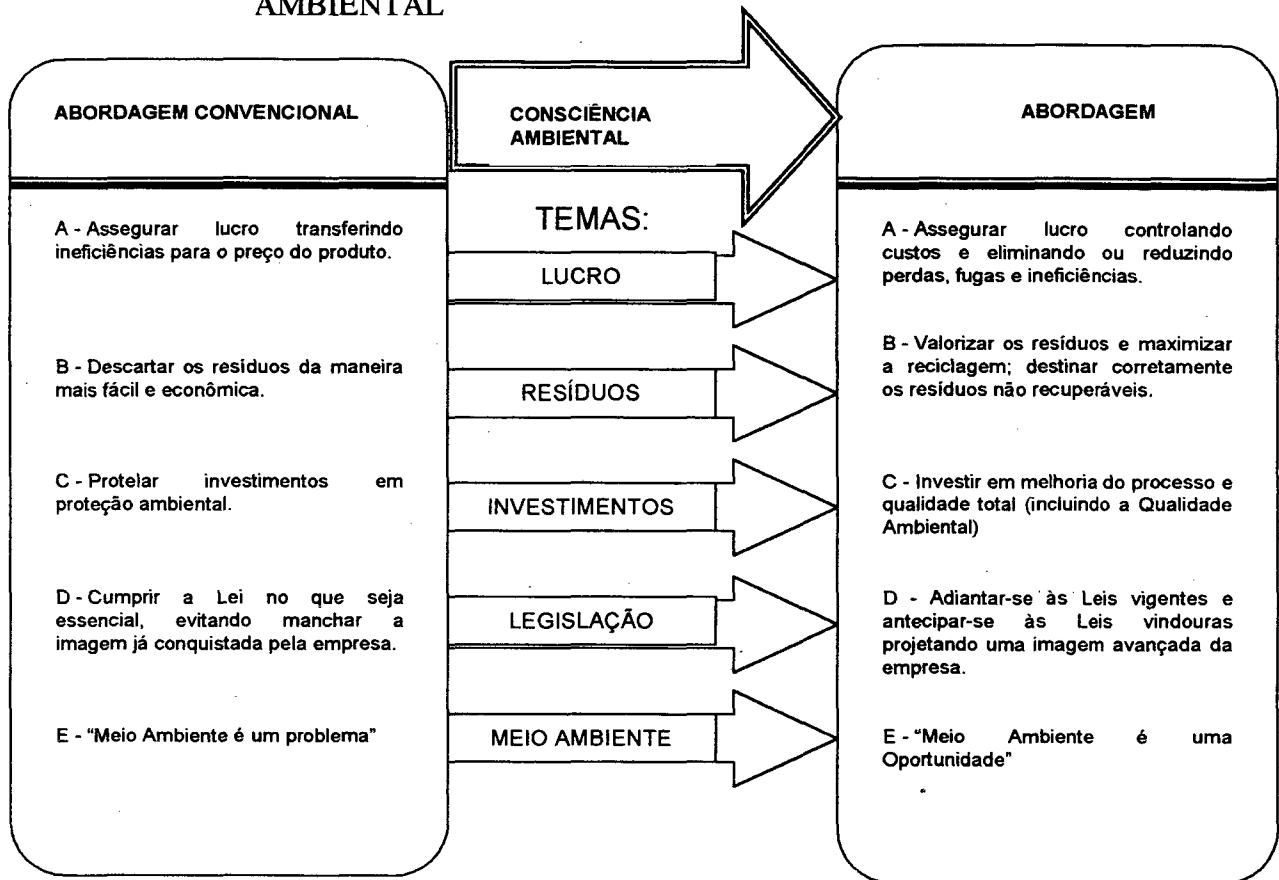 AMBIENTAL
ABORDAGEM CONVENCIONAL
A - Assegurar lucro transferindo
ineficiências para o preço do produto.
B - Descartar os resíduos da maneira
mais fácil e econômica.
C - Protelar investimentos em
proteção ambiental.
D - Cumprir a Lei no que seja
essencial, evitando manchar a
imagem já conquistada pela empresa.
E - "Meio Ambiente é um problema"
CONSCIÊNCIA
AMBIENTAL
TEMAS:
LUCRO
RESÍDUOS
INVESTIMENTOS
LEGISLAÇÃO
MEIO AMBIENTE
ABORDAGEM
A - Assegurar lucro controlando
custos e eliminando ou reduzindo
perdas, fugas e ineficiências.
B - Valorizar os resíduos e maximizar
a reciclagem; destinar corretamente
os resíduos não recuperáveis.
C - Investir em melhoria do processo e
qualidade total (incluindo a Qualidade
Ambiental)
D - Adiantar-se às Leis vigentes e
antecipar-se às Leis vindouras
projetando uma imagem avançada da
empresa.
E - "Meio Ambiente é uma
Oportunidade"